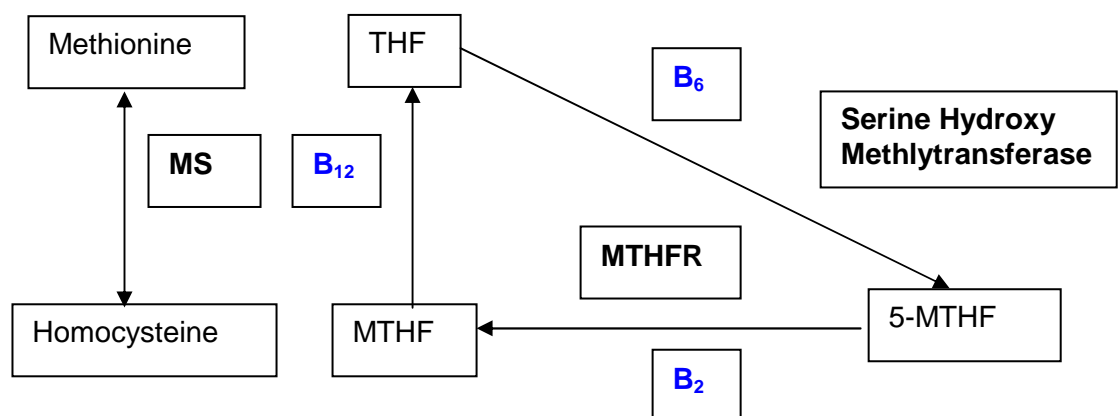 Methionine
THF
B₆
Serine Hydroxy
Methlytransferase
MS
B₁₂
MTHFR
Homocysteine
MTHF
5-MTHF
B₂